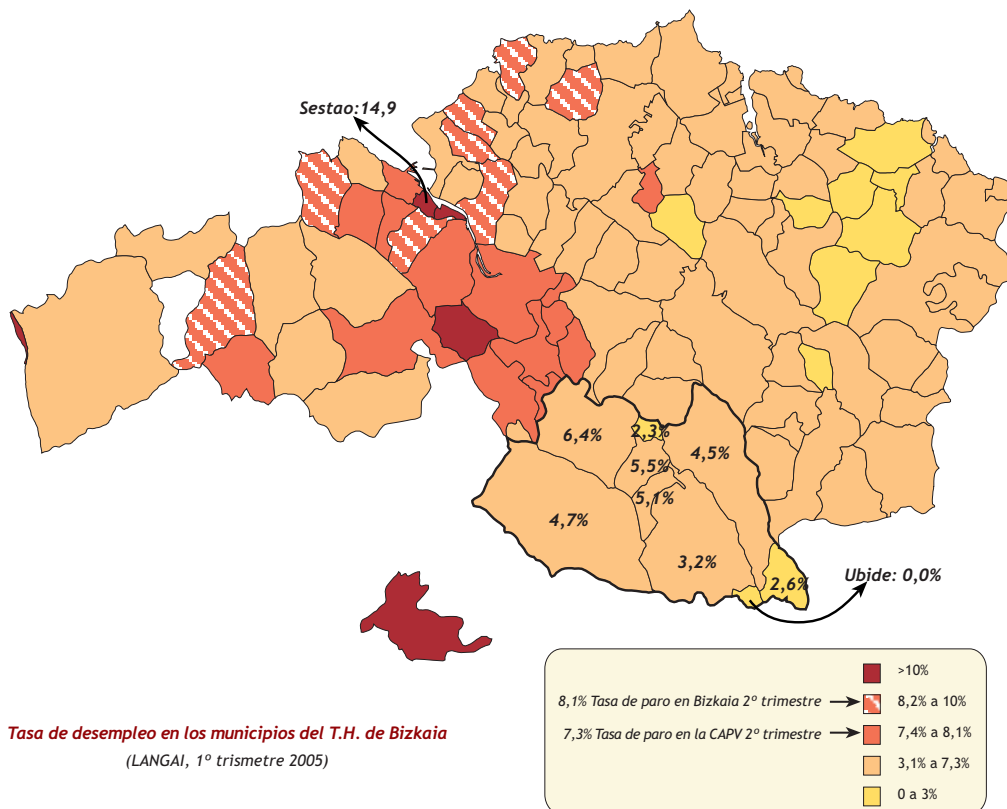 Sestao:14,9
6,4%
2,3%
4,5%
5,5%
5,1%
4,7%
3,2%
2,6%
Ubide: 0,0%
>10%
8,1% Tasa de paro en Bizkaia 2º trimestre
8,2% a 10%
7,3% Tasa de paro en la CAPV 2º trimestre
7,4% a 8,1%
3,1% a 7,3%
0 a 3%
Tasa de desempleo en los municipios del T.H. de Bizkaia
(LANGAI, 1º trismetre 2005)